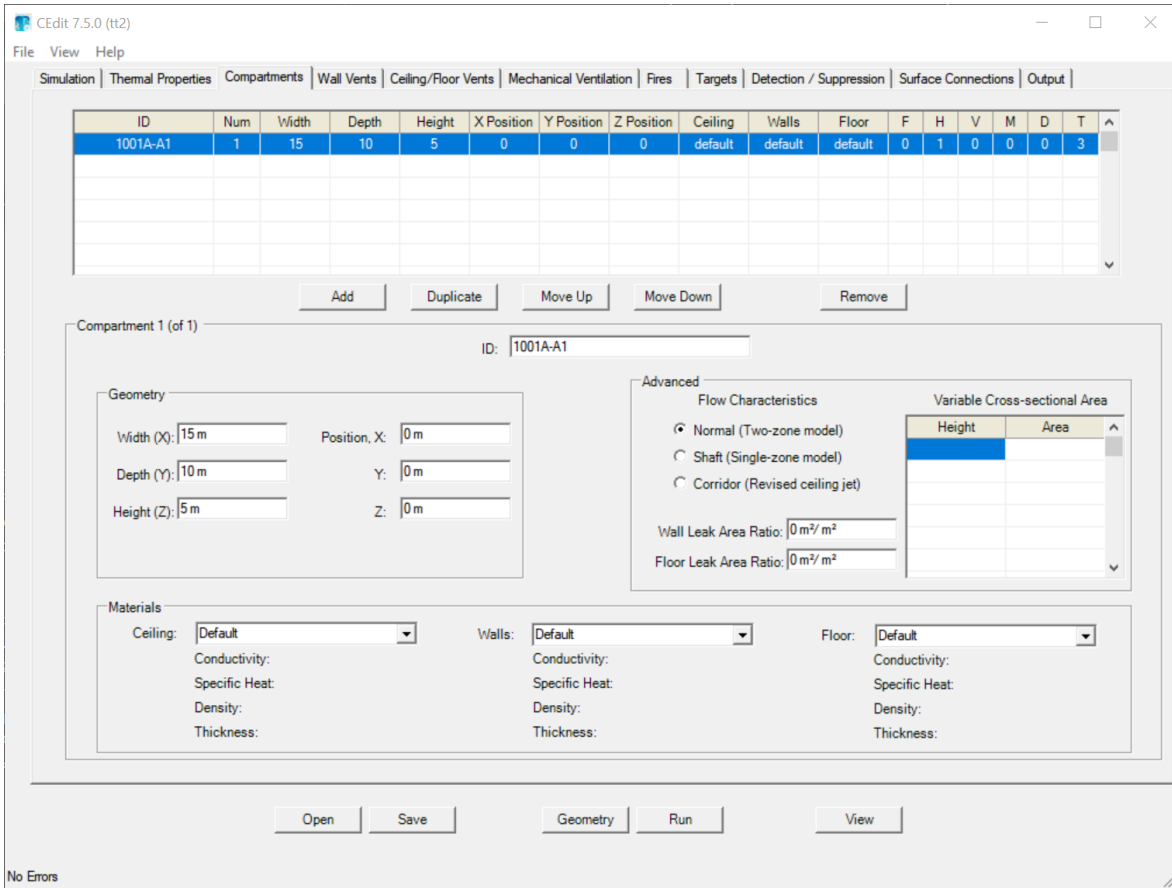 CEdit 7.5.0 (tt2)
File View Help
Simulation Thermal Properties Compartments Wall Vents Ceiling/Floor Vents Mechanical Ventilation Fires Targets Detection / Suppression Surface Connections Output
ID Num Width Depth Height X Position Y Position Z Position Ceiling Walls Floor F H V M D T
1001A-A1 1 15 10 5 0 0 0 default default default 0 1 0 0 0 3
Add Duplicate Move Up Move Down Remove
Compartment 1 (of 1)
ID: 1001A-A1
Geometry
Width (X): 15 m Position, X: 0 m
Depth (Y): 10 m Y: 0 m
Height (Z): 5 m Z: 0 m
Advanced
Flow Characteristics
Normal (Two-zone model)
Shaft (Single-zone model)
Corridor (Revised ceiling jet)
Wall Leak Area Ratio: 0 m²/ m²
Floor Leak Area Ratio: 0 m²/ m²
Variable Cross-sectional Area
Height Area
Materials
Ceiling: Default Walls: Default Floor: Default
Conductivity: Conductivity: Conductivity:
Specific Heat: Specific Heat: Specific Heat:
Density: Density: Density:
Thickness: Thickness: Thickness:
Open Save Geometry Run View
No Errors